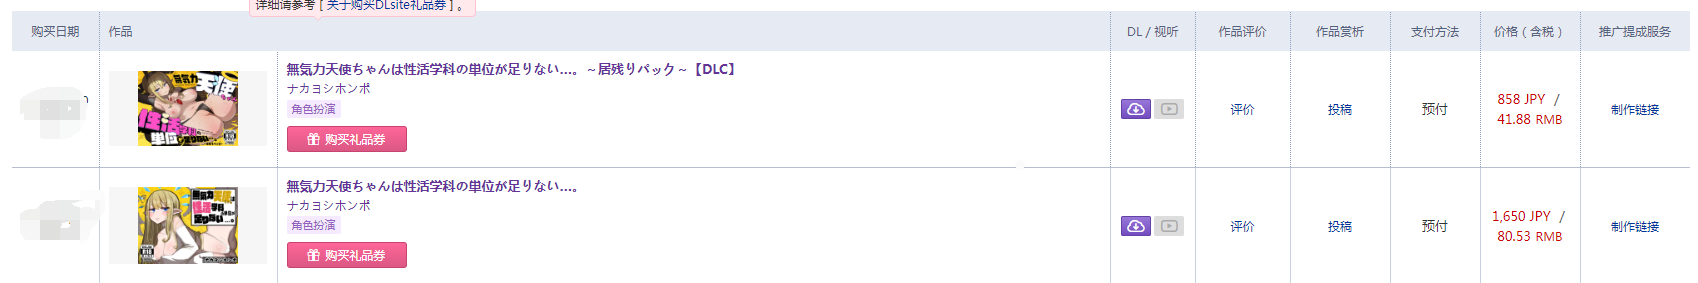 详细请参考 [ 关于购买DLsite礼品券 ] 。
购买日期 作品 DL / 视听 作品评价 作品赏析 支付方法 价格（含税） 推广提成服务
無気力天使ちゃんは性活学科の単位が足りない…。～居残りパック～【DLC】
ナカヨシホンポ
角色扮演
购买礼品券
評价 投稿 预付 858 JPY /
41.88 RMB
制作链接
無気力天使ちゃんは性活学科の単位が足りない…。
ナカヨシホンポ
角色扮演
购买礼品券
评价 投稿 预付 1,650 JPY /
80.53 RMB
制作链接